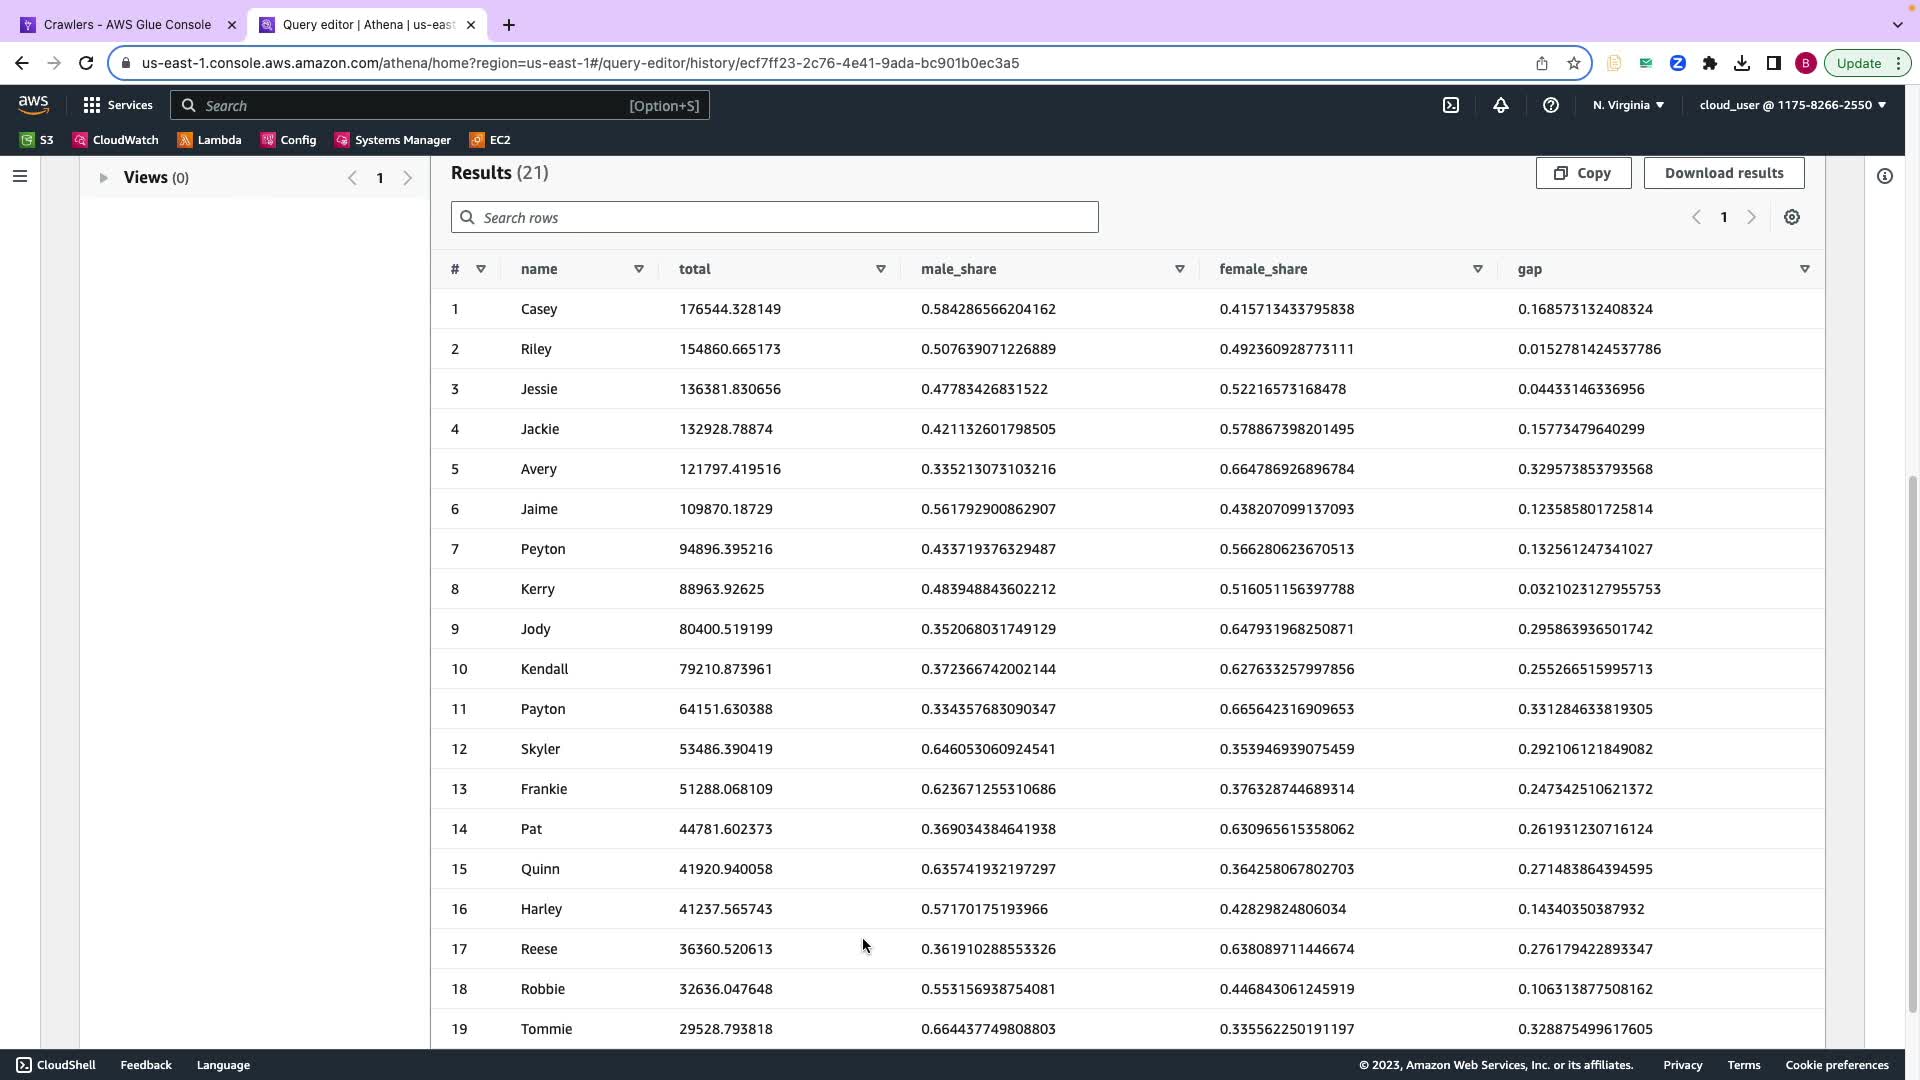 Crawlers - AWS Glue Console
Query editor | Athena | us-east
us-east-1.console.aws.amazon.com/athena/home?region=us-east-1#/query-editor/history/ecf7ff23-2c76-4e41-9ada-bc901b0ec3a5
B
Update
aws
Services
Search
[Option+S]
N. Virginia
cloud_user @ 1175-8266-2550
S3
CloudWatch
Lambda
Config
Systems Manager
EC2
Views (0)
1
Results (21)
Copy
Download results
Search rows
1
# name total male_share female_share gap
1 Casey 176544.328149 0.584286566204162 0.415713433795838 0.168573132408324
2 Riley 154860.665173 0.507639071226889 0.492360928773111 0.0152781424537786
3 Jessie 136381.830656 0.47783426831522 0.52216573168478 0.04433146336956
4 Jackie 132928.78874 0.421132601798505 0.578867398201495 0.15773479640299
5 Avery 121797.419516 0.335213073103216 0.664786926896784 0.329573853793568
6 Jaime 109870.18729 0.561792900862907 0.438207099137093 0.123585801725814
7 Peyton 94896.395216 0.433719376329487 0.566280623670513 0.132561247341027
8 Kerry 88963.92625 0.483948843602212 0.516051156397788 0.0321023127955753
9 Jody 80400.519199 0.352068031749129 0.647931968250871 0.295863936501742
10 Kendall 79210.873961 0.372366742002144 0.627633257997856 0.255266515995713
11 Payton 64151.630388 0.334357683090347 0.665642316909653 0.331284633819305
12 Skyler 53486.390419 0.646053060924541 0.353946939075459 0.292106121849082
13 Frankie 51288.068109 0.623671255310686 0.376328744689314 0.247342510621372
14 Pat 44781.602373 0.369034384641938 0.630965615358062 0.261931230716124
15 Quinn 41920.940058 0.635741932197297 0.364258067802703 0.271483864394595
16 Harley 41237.565743 0.57170175193966 0.42829824806034 0.14340350387932
17 Reese 36360.520613 0.361910288553326 0.638089711446674 0.276179422893347
18 Robbie 32636.047648 0.553156938754081 0.446843061245919 0.106313877508162
19 Tommie 29528.793818 0.664437749808803 0.335562250191197 0.328875499617605
CloudShell
Feedback
Language
© 2023, Amazon Web Services, Inc. or its affiliates.
Privacy
Terms
Cookie preferences